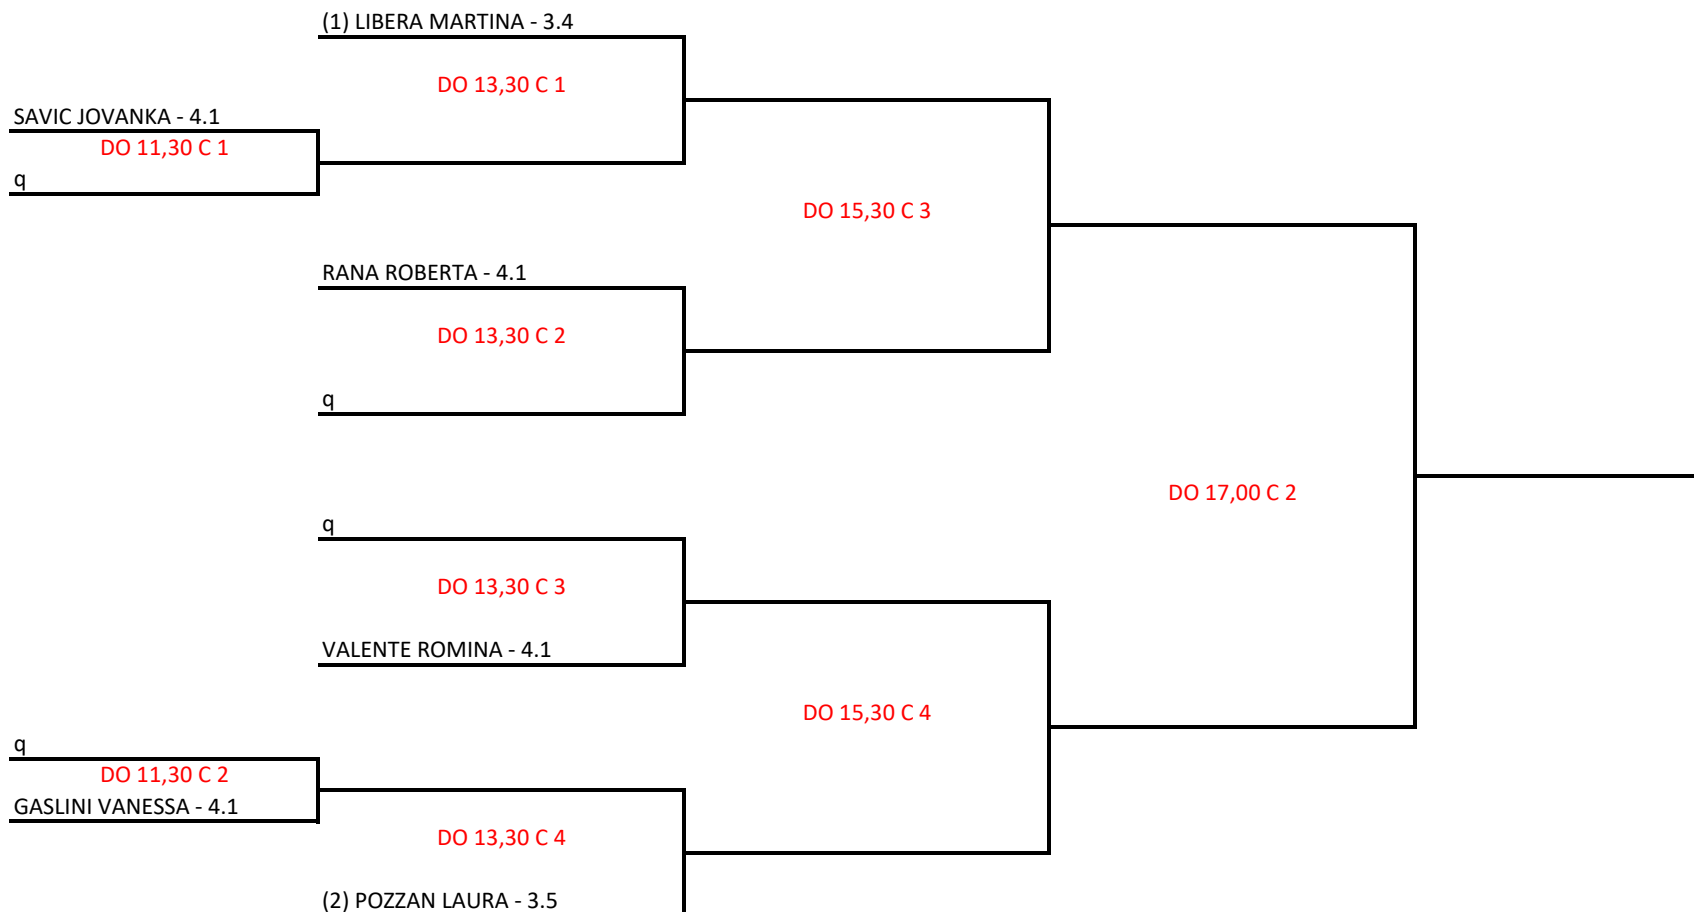 (1) LIBERA MARTINA - 3.4
DO 13,30 C 1
SAVIC JOVANKA - 4.1
DO 11,30 C 1
q
DO 15,30 C 3
RANA ROBERTA - 4.1
DO 13,30 C 2
q
DO 17,00 C 2
q
DO 13,30 C 3
VALENTE ROMINA - 4.1
DO 15,30 C 4
q
DO 11,30 C 2
GASLINI VANESSA - 4.1
DO 13,30 C 4
(2) POZZAN LAURA - 3.5